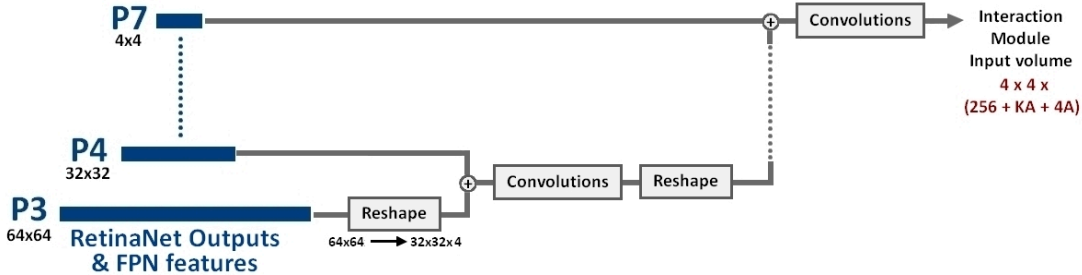 P7
4x4
Convolutions
Interaction
Module
Input volume
4 x 4 x
(256 + KA + 4A)
P4
32x32
Convolutions
Reshape
P3
64x64
Reshape
64x64 32x32x4
RetinaNet Outputs
& FPN features